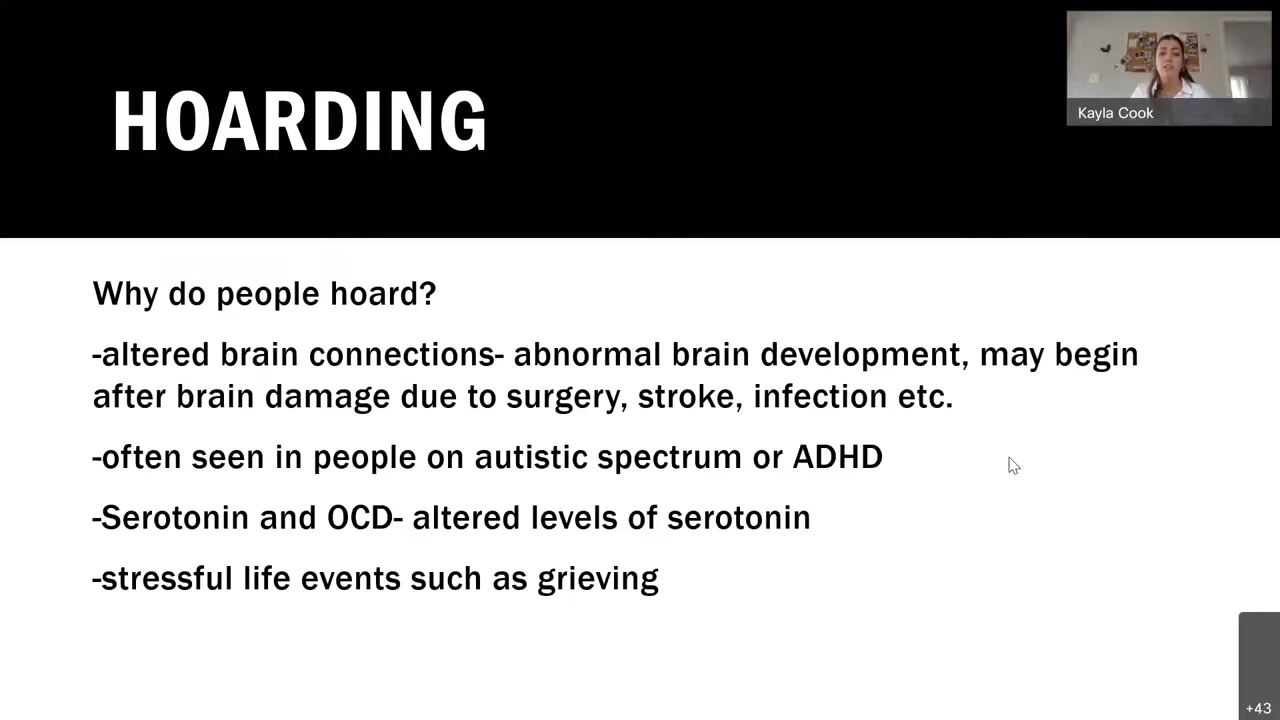 HOARDING
Kayla Cook
Why do people hoard?
-altered brain connections- abnormal brain development, may begin
after brain damage due to surgery, stroke, infection etc.
-often seen in people on autistic spectrum or ADHD
-Serotonin and OCD- altered levels of serotonin
-stressful life events such as grieving
+43